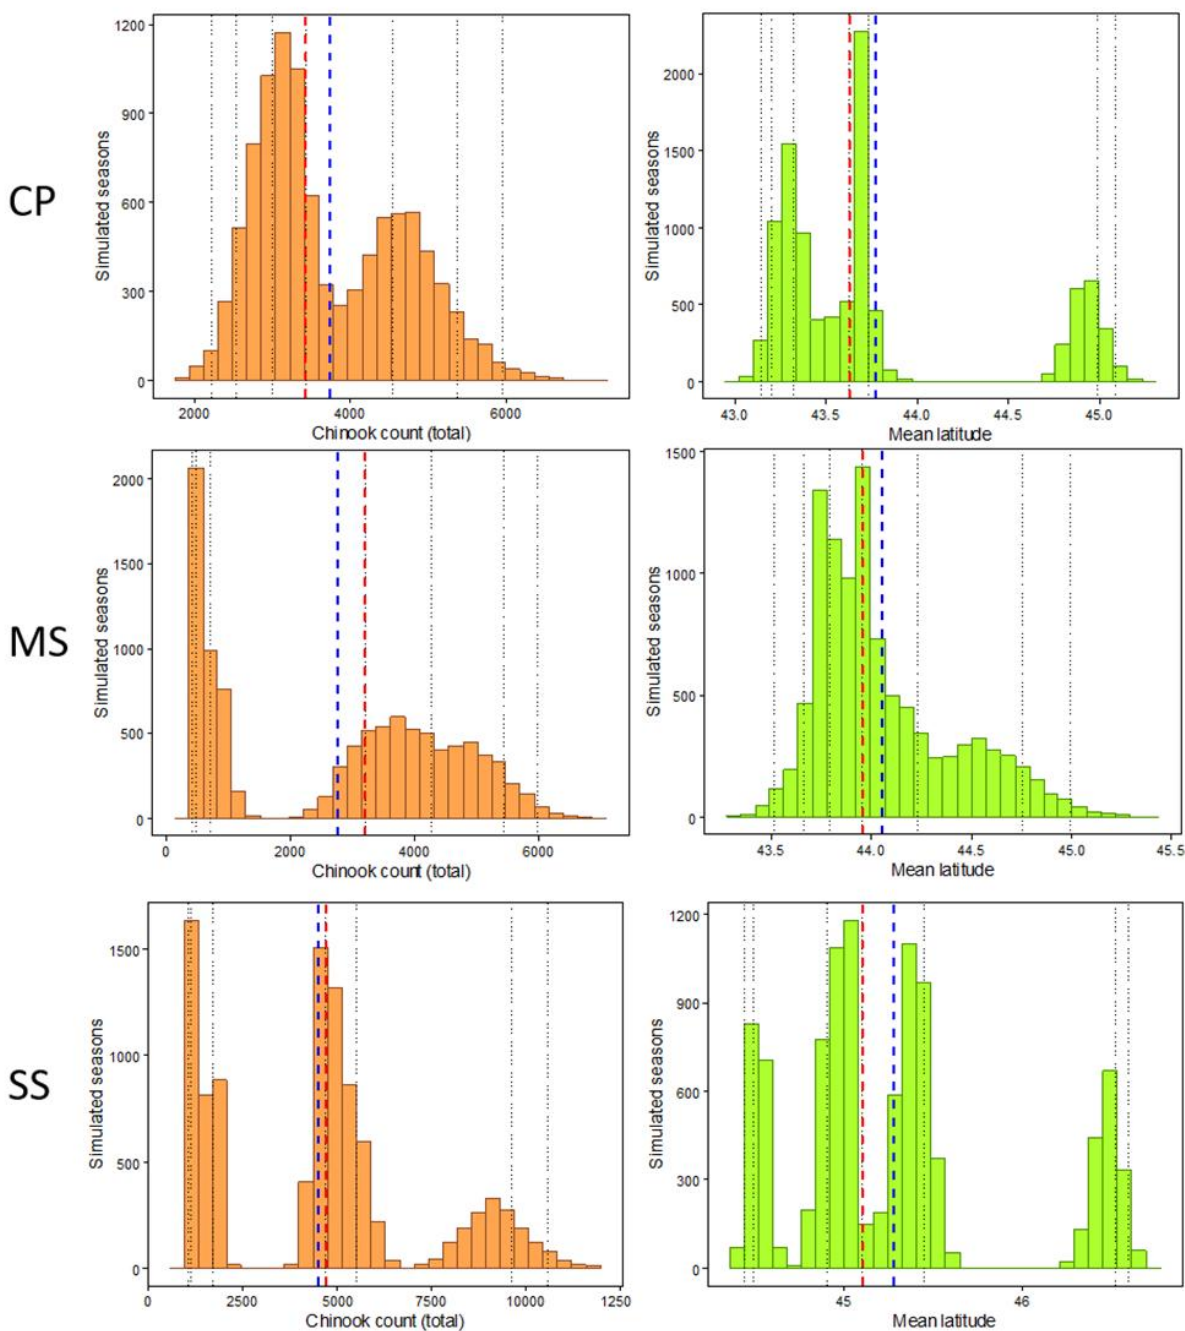 CP
Simulated seasons
1200
900
600
300
0
2000 4000 6000
Chinook count (total)
Simulated seasons
2000
1500
1000
500
0
43.0 43.5 44.0 44.5 45.0
Mean latitude
MS
Simulated seasons
2000
1500
1000
500
0
0 2000 4000 6000
Chinook count (total)
Simulated seasons
1500
1000
500
0
43.5 44.0 44.5 45.0 45.5
Mean latitude
SS
Simulated seasons
1500
1000
500
0
0 2500 5000 7500 10000 1250
Chinook count (total)
Simulated seasons
1200
900
600
300
0
45 46
Mean latitude